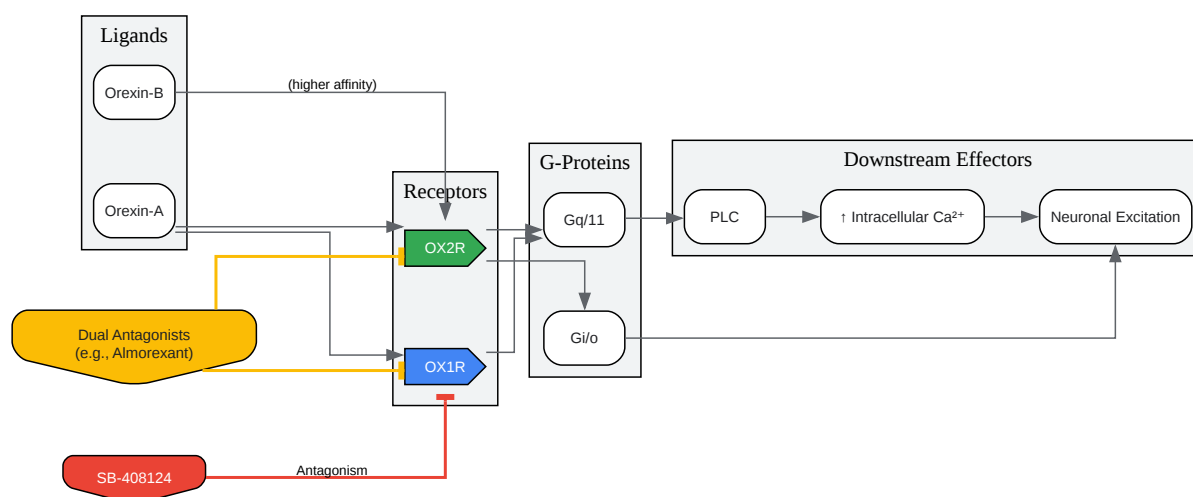 Ligands
Orexin-B
(higher affinity)
Orexin-A
Receptors
OX2R
OX1R
G-Proteins
Gq/11
Gi/o
Downstream Effectors
PLC
↑ Intracellular Ca²⁺
Neuronal Excitation
Dual Antagonists
(e.g., Almorexant)
SB-408124
Antagonism